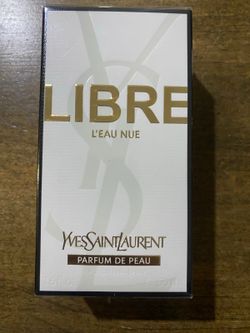 LIBRE
L'EAU NUE
YVESSAINTLAURENT
PARFUM DE PEAU